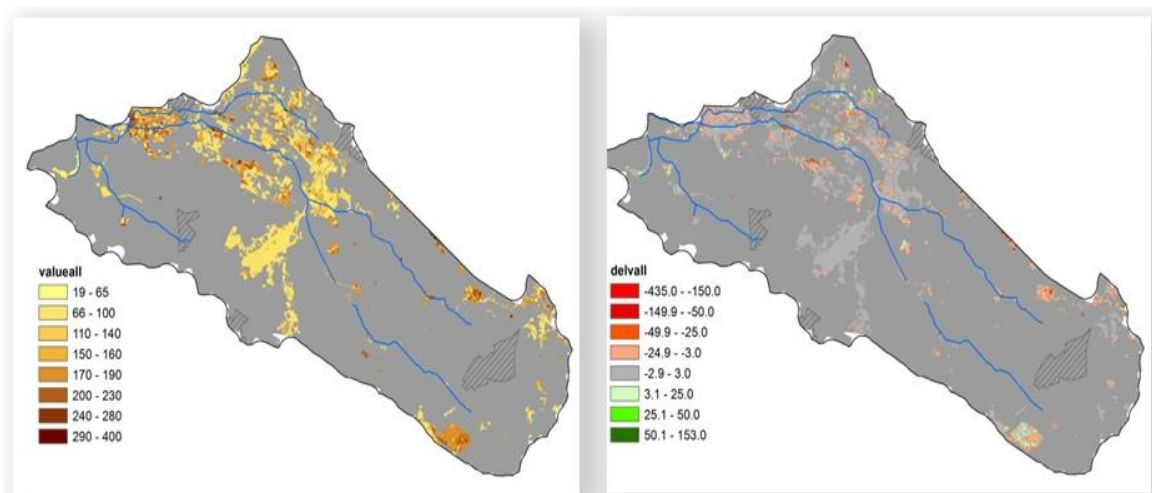 valueall
19 - 65
66 - 100
110 - 140
150 - 160
170 - 190
200 - 230
240 - 280
290 - 400
delvall
-435.0 - -150.0
-149.9 - -50.0
-49.9 - -25.0
-24.9 - -3.0
-2.9 - 3.0
3.1 - 25.0
25.1 - 50.0
50.1 - 153.0